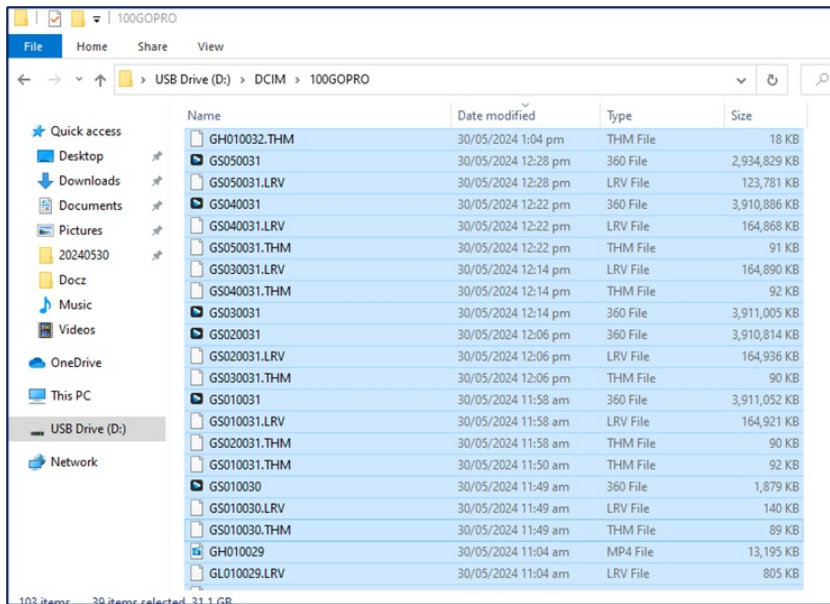 100GOPRO
File Home Share View
USB Drive (D:) > DCIM > 100GOPRO
Quick access
Desktop
Downloads
Documents
Pictures
20240530
Docz
Music
Videos
OneDrive
This PC
USB Drive (D:)
Network
Name Date modified Type Size
GH010032.THM 30/05/2024 1:04 pm THM File 18 KB
GS050031 30/05/2024 12:28 pm 360 File 2,934,829 KB
GS050031.LRV 30/05/2024 12:28 pm LRV File 123,781 KB
GS040031 30/05/2024 12:22 pm 360 File 3,910,886 KB
GS040031.LRV 30/05/2024 12:22 pm LRV File 164,868 KB
GS050031.THM 30/05/2024 12:22 pm THM File 91 KB
GS030031.LRV 30/05/2024 12:14 pm LRV File 164,890 KB
GS040031.THM 30/05/2024 12:14 pm THM File 92 KB
GS030031 30/05/2024 12:14 pm 360 File 3,911,005 KB
GS020031 30/05/2024 12:06 pm 360 File 3,910,814 KB
GS020031.LRV 30/05/2024 12:06 pm LRV File 164,936 KB
GS030031.THM 30/05/2024 12:06 pm THM File 90 KB
GS010031 30/05/2024 11:58 am 360 File 3,911,052 KB
GS010031.LRV 30/05/2024 11:58 am LRV File 164,921 KB
GS020031.THM 30/05/2024 11:58 am THM File 90 KB
GS010031.THM 30/05/2024 11:50 am THM File 92 KB
GS010030 30/05/2024 11:49 am 360 File 1,879 KB
GS010030.LRV 30/05/2024 11:49 am LRV File 140 KB
GS010030.THM 30/05/2024 11:49 am THM File 89 KB
GH010029 30/05/2024 11:04 am MP4 File 13,195 KB
GL010029.LRV 30/05/2024 11:04 am LRV File 805 KB
103 items 39 items selected 31.1 GB